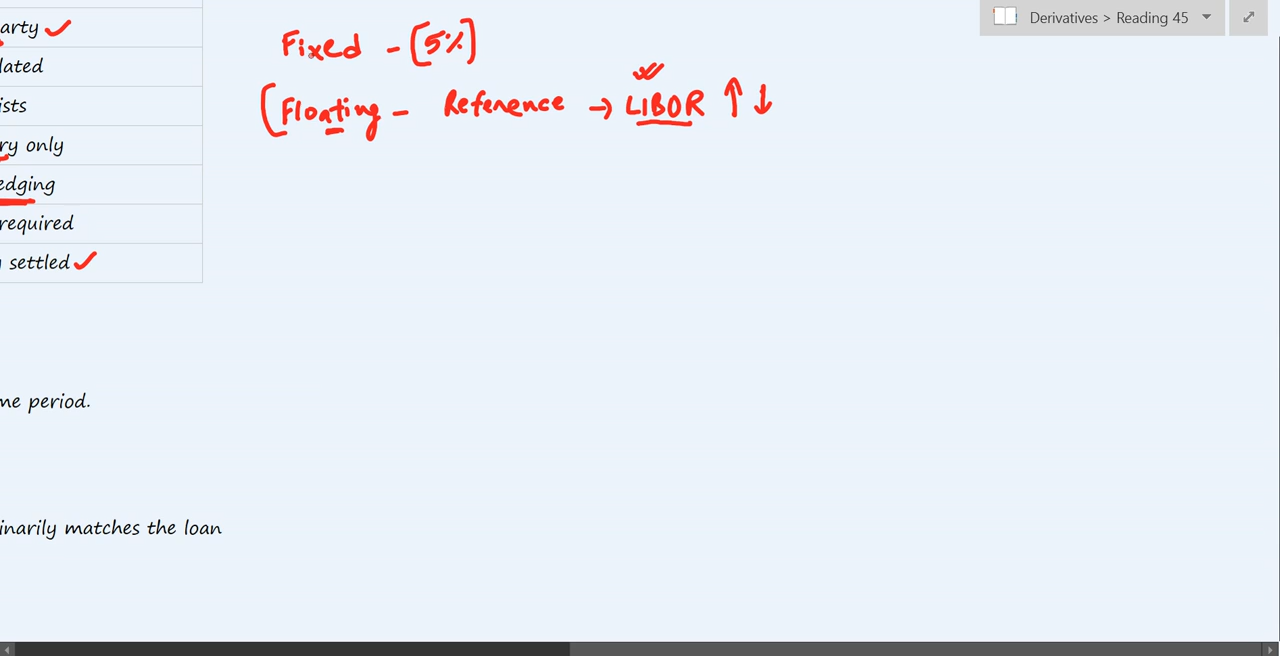 Derivatives > Reading 45
Fixed - [5%]
(Floating - Reference → LIBOR ↑ ↓
arty ✓
lated
ists
ry only
edging
required
settled ✓
me period.
inarily matches the loan